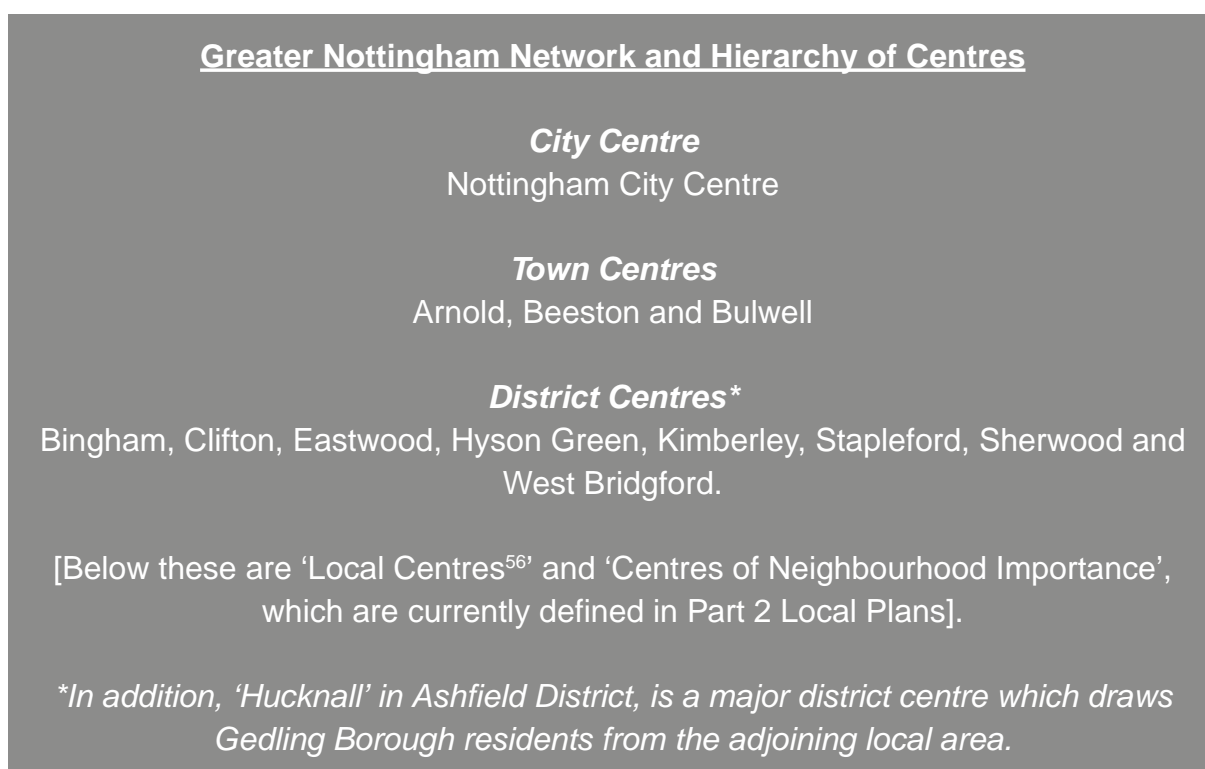 Greater Nottingham Network and Hierarchy of Centres
City Centre
Nottingham City Centre
Town Centres
Arnold, Beeston and Bulwell
District Centres*
Bingham, Clifton, Eastwood, Hyson Green, Kimberley, Stapleford, Sherwood and
West Bridgford.
[Below these are ‘Local Centres⁵⁶’ and ‘Centres of Neighbourhood Importance’,
which are currently defined in Part 2 Local Plans].
*In addition, ‘Hucknall’ in Ashfield District, is a major district centre which draws
Gedling Borough residents from the adjoining local area.